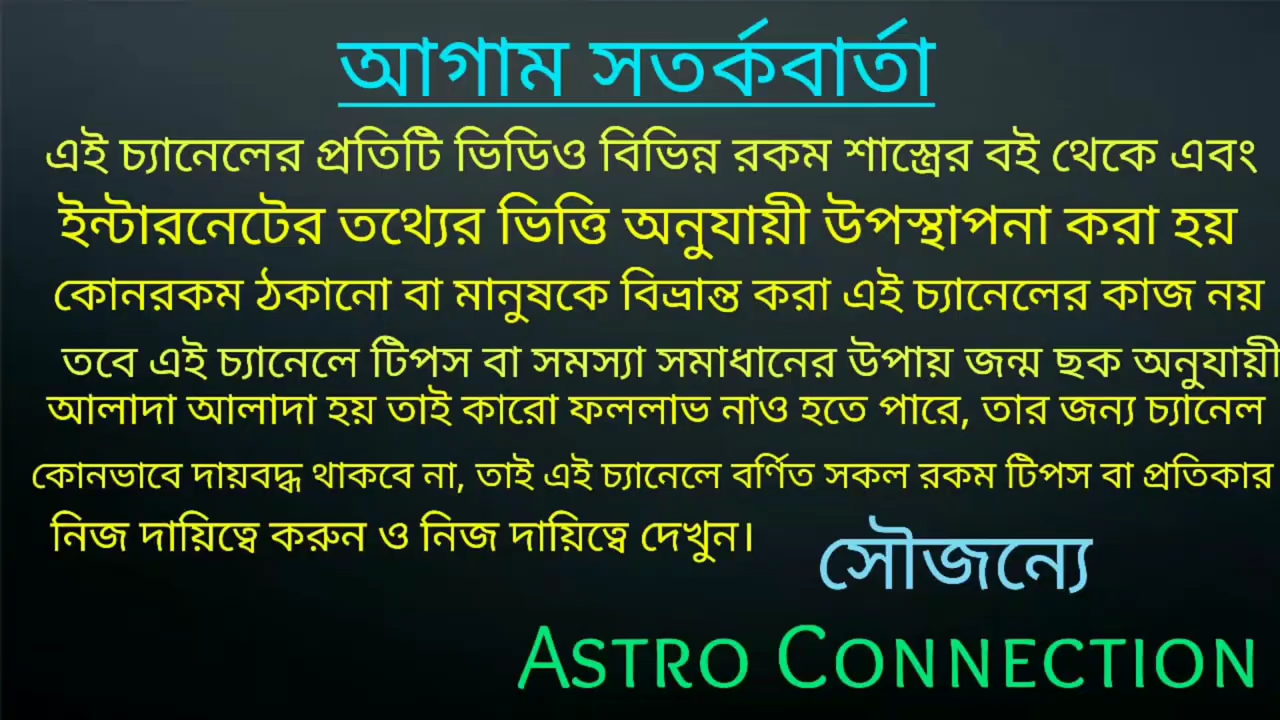 আগাম সতর্কবার্তা
এই চ্যানেলের প্রতিটি ভিডিও বিভিন্ন রকম শাস্ত্রের বই থেকে এবং
ইন্টারনেটের তথ্যের ভিত্তি অনুযায়ী উপস্থাপনা করা হয়
কোনরকম ঠকানো বা মানুষকে বিভ্রান্ত করা এই চ্যানেলের কাজ নয়
তবে এই চ্যানেলে টিপস বা সমস্যা সমাধানের উপায় জন্ম ছক অনুযায়ী
আলাদা আলাদা হয় তাই কারো ফললাভ নাও হতে পারে, তার জন্য চ্যানেল
কোনভাবে দায়বদ্ধ থাকবে না, তাই এই চ্যানেলে বর্ণিত সকল রকম টিপস বা প্রতিকার
নিজ দায়িত্বে করুন ও নিজ দায়িত্বে দেখুন।
সৌজন্যে
ASTRO CONNECTION